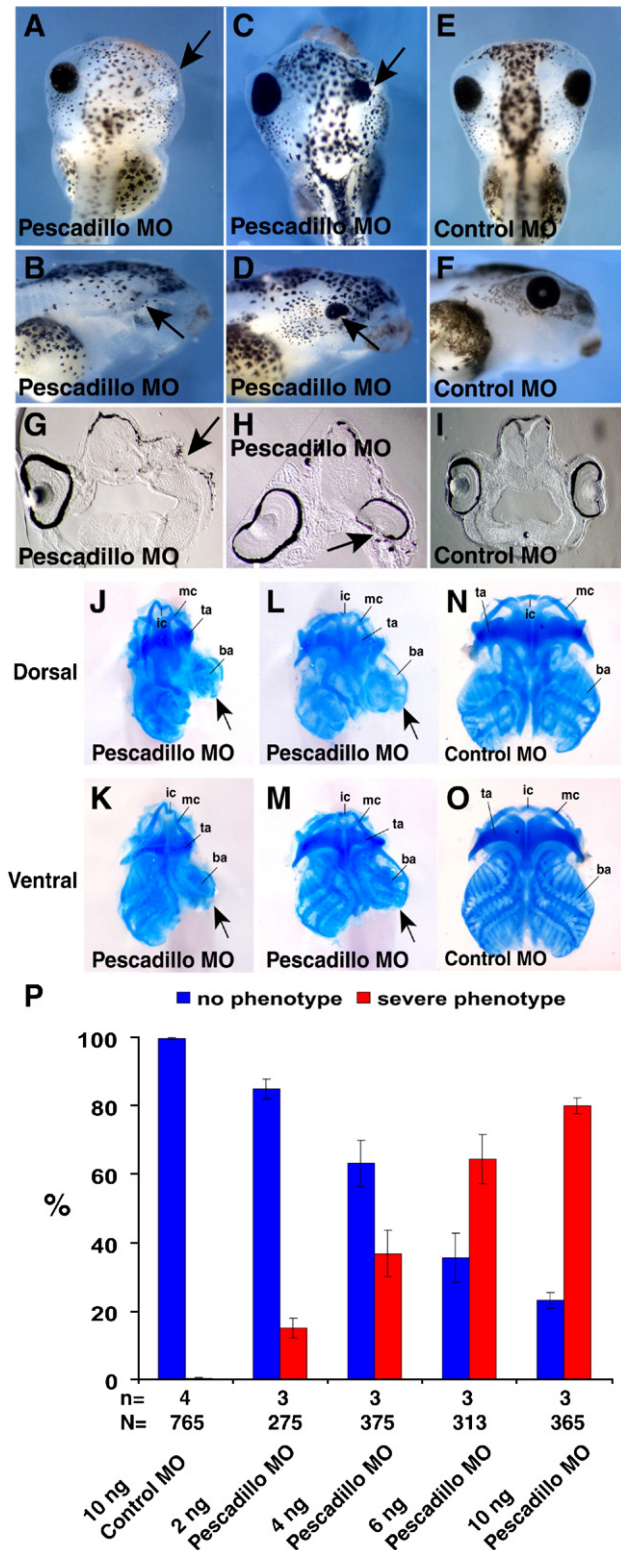 A
C
E
Pescadillo MO
Pescadillo MO
Control MO
B
D
F
Pescadillo MO
Pescadillo MO
Control MO
G
H
I
Pescadillo MO
Pescadillo MO
Control MO
J
L
N
ic
mc
ta
ba
ic
mc
ta
ba
ta
ic
mc
ba
Dorsal
Pescadillo MO
Pescadillo MO
Control MO
K
M
O
ic
mc
ta
ba
ic
mc
ta
ba
ta
ic
mc
ba
Ventral
Pescadillo MO
Pescadillo MO
Control MO
P
no phenotype severe phenotype
100
80
60
%
40
20
0
n= 4 3 3 3 3
N= 765 275 375 313 365
10 ng
Control MO
2 ng
Pescadillo MO
4 ng
Pescadillo MO
6 ng
Pescadillo MO
10 ng
Pescadillo MO